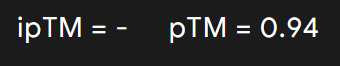 ipTM = - pTM = 0.94